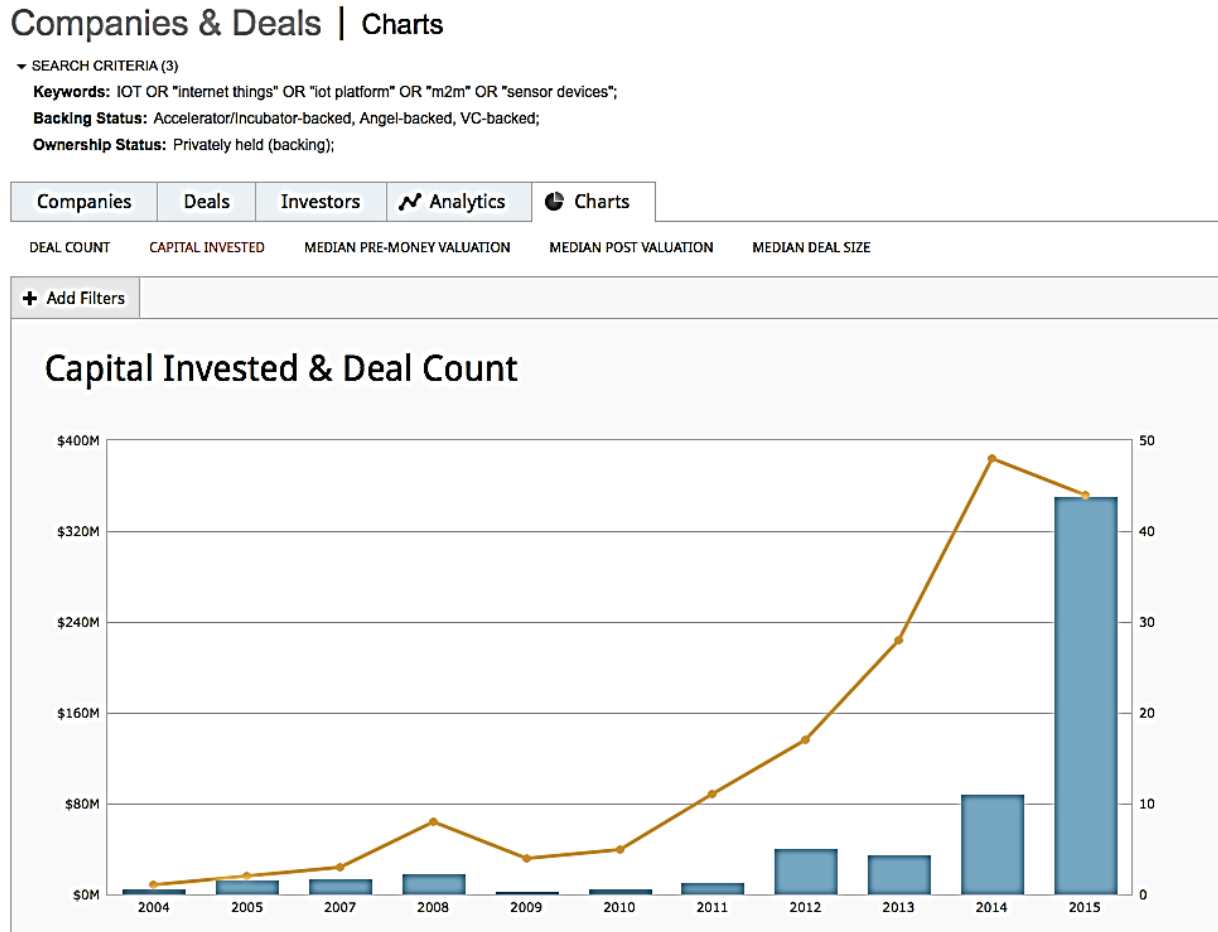 Companies & Deals | Charts
SEARCH CRITERIA (3)
Keywords: IOT OR "internet things" OR "iot platform" OR "m2m" OR "sensor devices";
Backing Status: Accelerator/Incubator-backed, Angel-backed, VC-backed;
Ownership Status: Privately held (backing);
Companies Deals Investors Analytics Charts
DEAL COUNT CAPITAL INVESTED MEDIAN PRE-MONEY VALUATION MEDIAN POST VALUATION MEDIAN DEAL SIZE
+ Add Filters
Capital Invested & Deal Count
$400M 50
$320M 40
$240M 30
$160M 20
$80M 10
$0M 0
2004 2005 2007 2008 2009 2010 2011 2012 2013 2014 2015